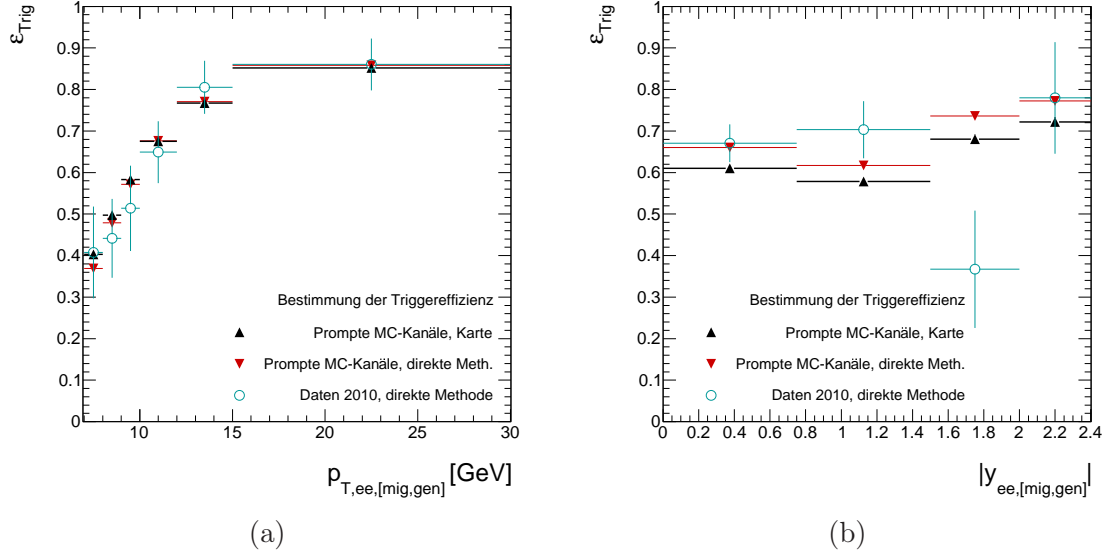 εTrig
1
0.9
0.8
0.7
0.6
0.5
0.4
0.3
0.2
0.1
0
10
15
20
25
30
Bestimmung der Triggereffizienz
Prompte MC-Kanäle, Karte
Prompte MC-Kanäle, direkte Meth.
Daten 2010, direkte Methode
pT,ee,[mig,gen] [GeV]
(a)
εTrig
1
0.9
0.8
0.7
0.6
0.5
0.4
0.3
0.2
0.1
0
0 0.2 0.4 0.6 0.8 1 1.2 1.4 1.6 1.8 2 2.2 2.4
Bestimmung der Triggereffizienz
Prompte MC-Kanäle, Karte
Prompte MC-Kanäle, direkte Meth.
Daten 2010, direkte Methode
|yee,[mig,gen]|
(b)